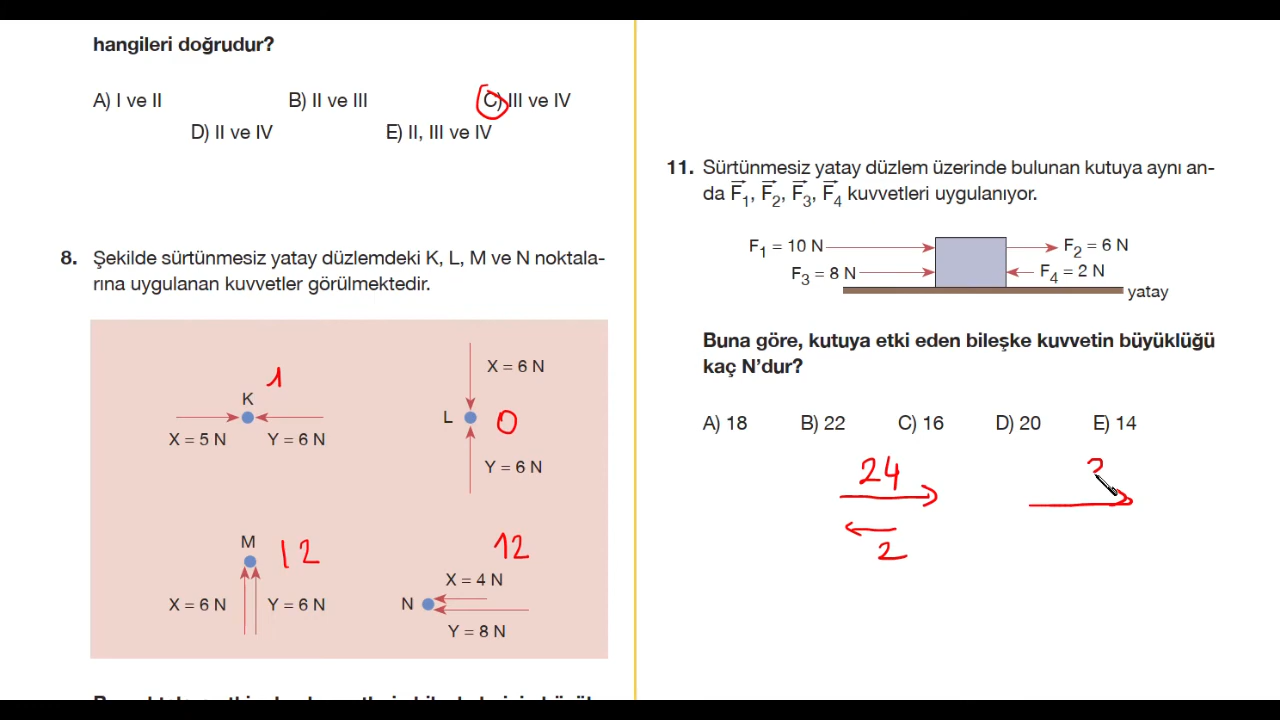 hangileri doğrudur?
A) I ve II B) II ve III C) III ve IV
D) II ve IV E) II, III ve IV
8. Şekilde sürtünmesiz yatay düzlemdeki K, L, M ve N noktala-
rına uygulanan kuvvetler görülmektedir.
1
K
X = 5 N Y = 6 N
X = 6 N
L 0
Y = 6 N
M 12
X = 6 N Y = 6 N
12
X = 4 N
N
Y = 8 N
11. Sürtünmesiz yatay düzlem üzerinde bulunan kutuya aynı an-
da F1, F2, F3, F4 kuvvetleri uygulanıyor.
F1 = 10 N F2 = 6 N
F3 = 8 N F4 = 2 N
yatay
Buna göre, kutuya etki eden bileşke kuvvetin büyüklüğü
kaç N'dur?
A) 18 B) 22 C) 16 D) 20 E) 14
24
2